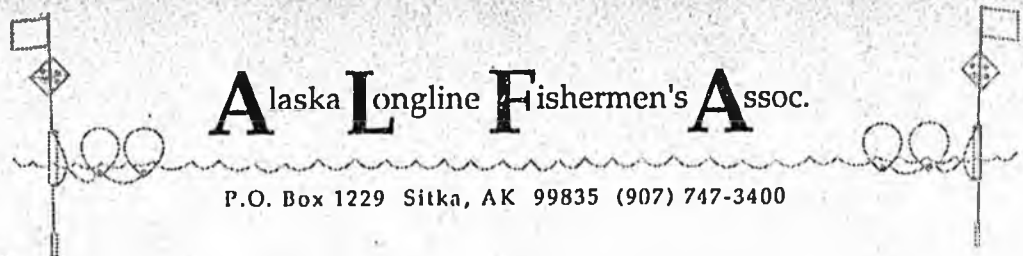 Alaska Longline Fishermen's Assoc.
P.O. Box 1229 Sitka, AK 99835 (907) 747-3400